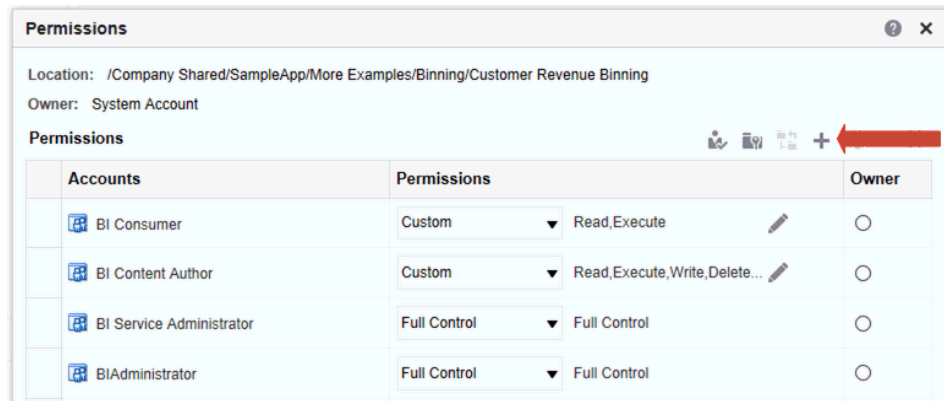 Permissions
Location: /Company Shared/SampleApp/More Examples/Binning/Customer Revenue Binning
Owner: System Account
Permissions
Accounts Permissions Owner
BI Consumer Custom Read,Execute
BI Content Author Custom Read,Execute,Write,Delete...
BI Service Administrator Full Control Full Control
BIAdministrator Full Control Full Control